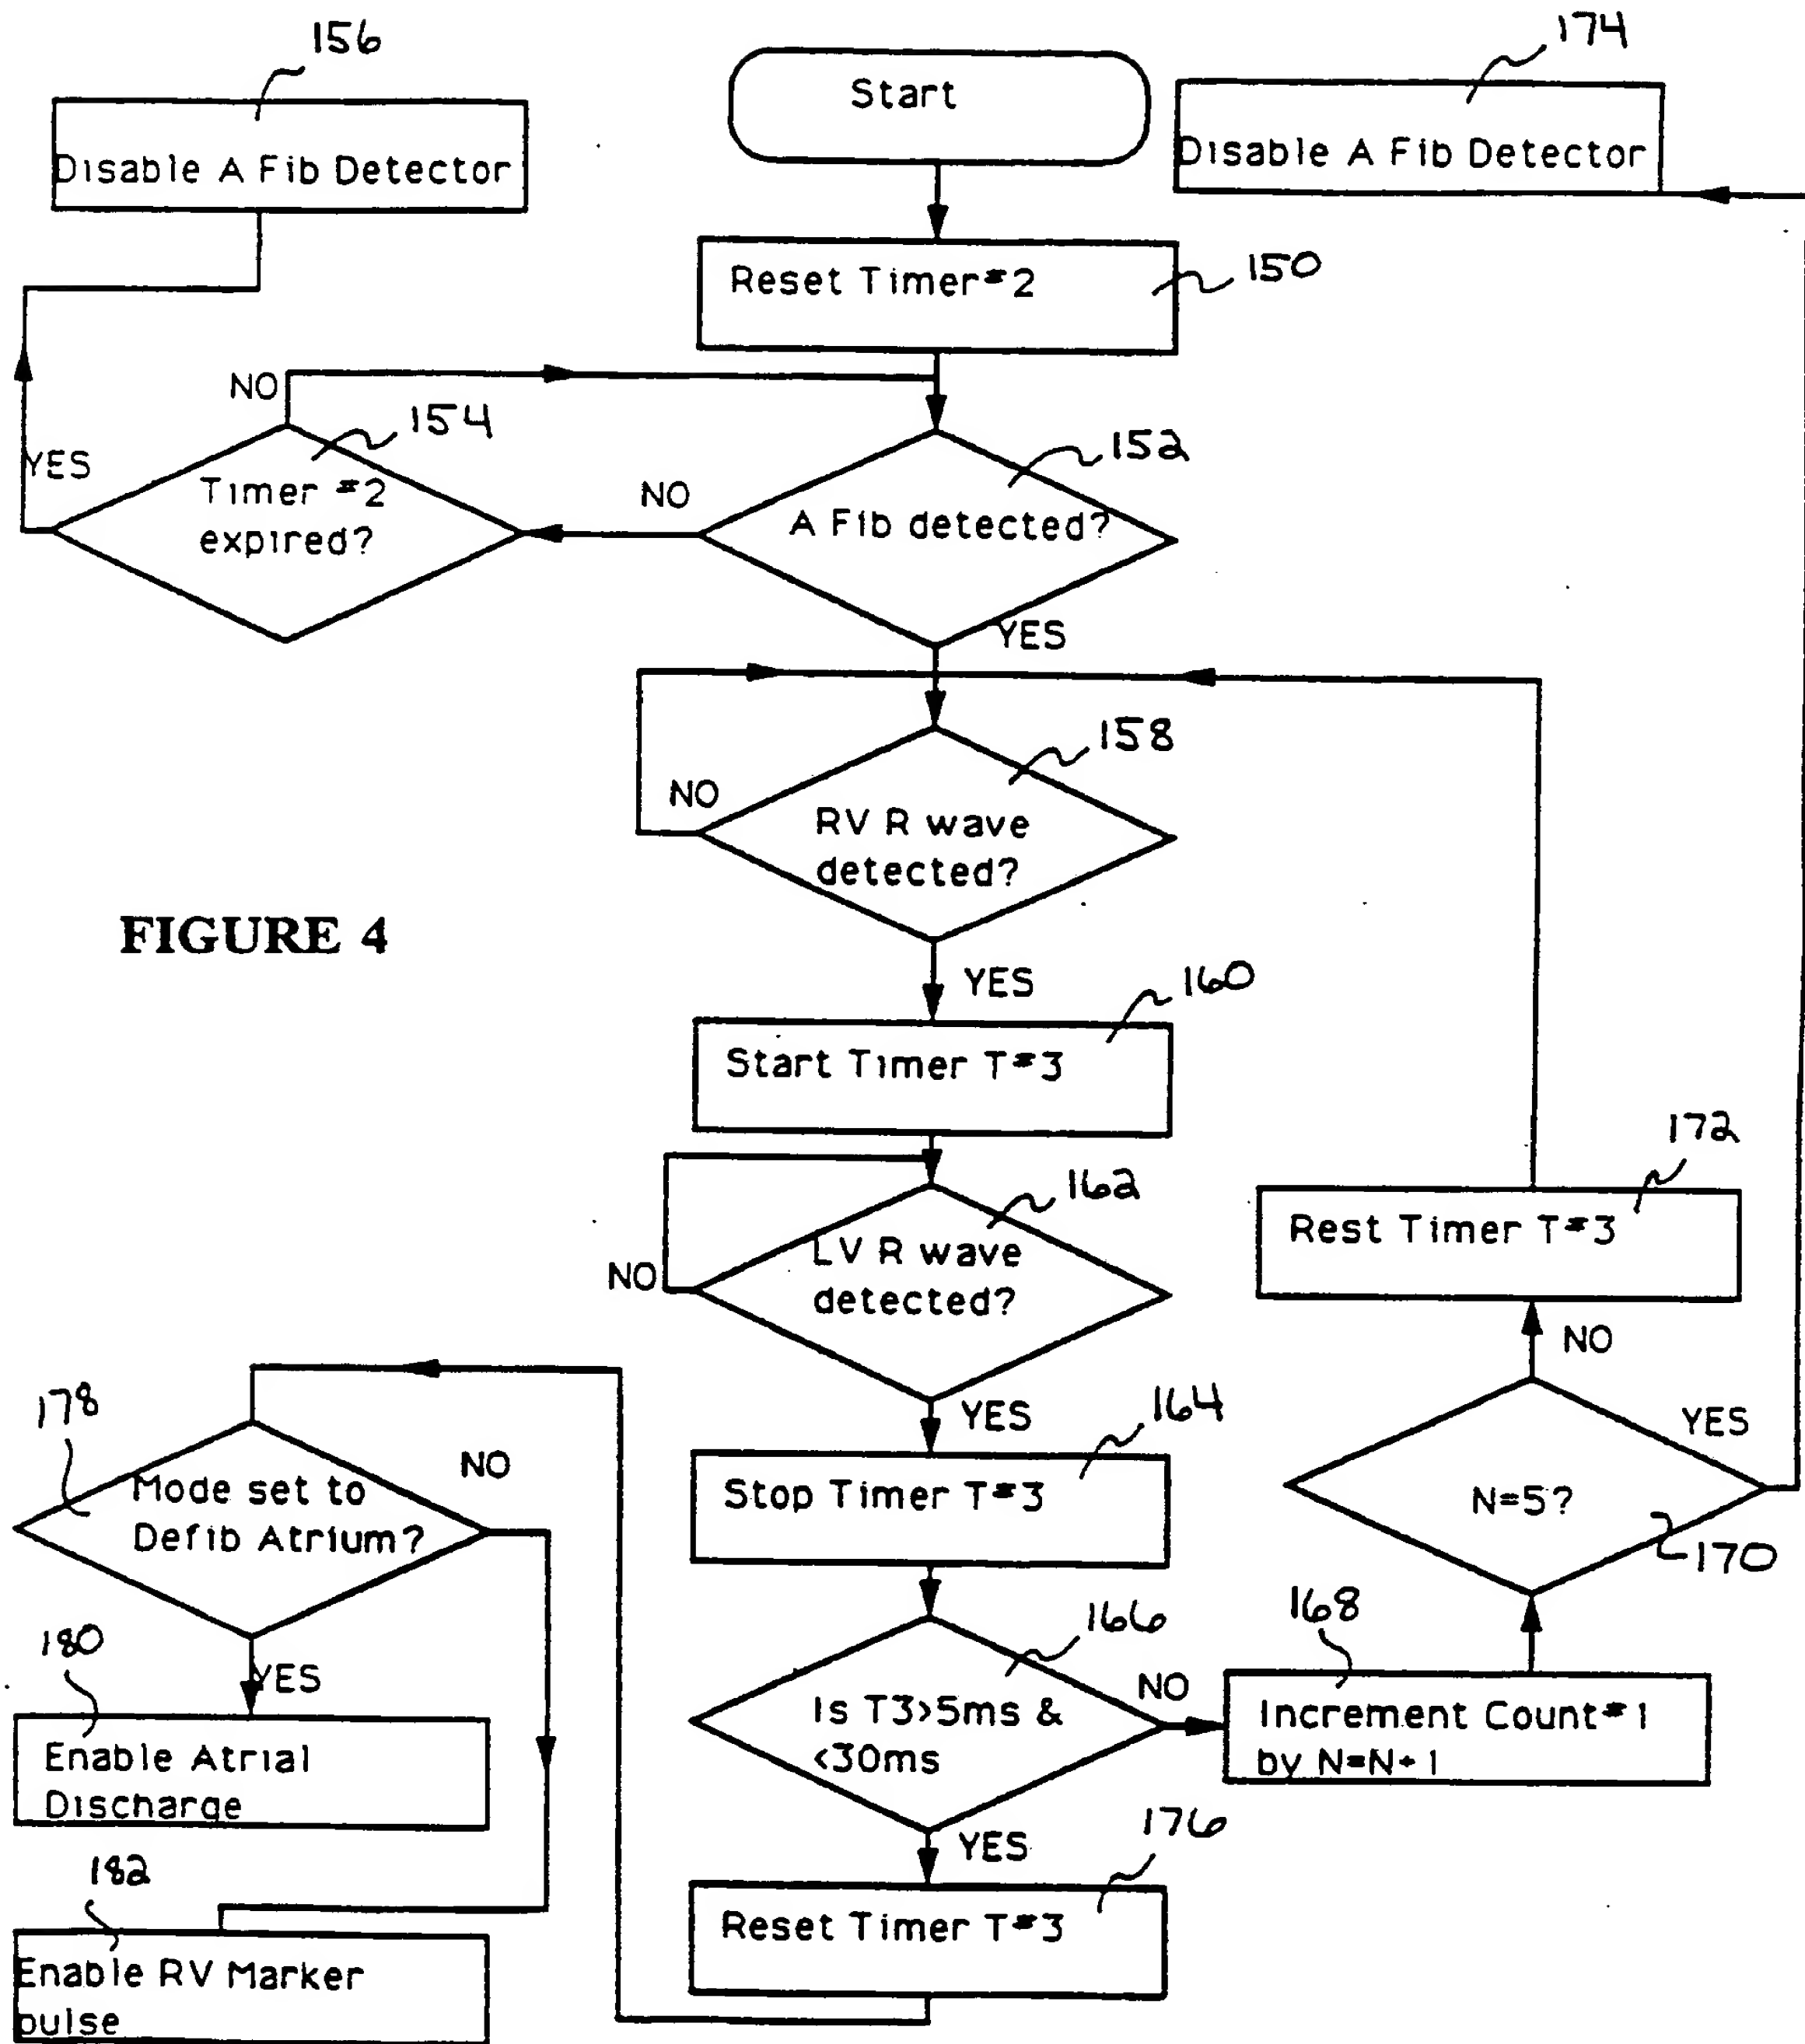 156
174
Start
Disable A Fib Detector
Disable A Fib Detector
Reset Timer #2
150
NO
154
152
YES
Timer #2
expired?
NO
A Fib detected?
YES
158
NO
RV R wave
detected?
FIGURE 4
YES
160
Start Timer T#3
172
162
Rest Timer T#3
LV R wave
detected?
NO
NO
178
YES
164
YES
NO
Mode set to
Defib Atrium?
Stop Timer T#3
N=5?
170
180
166
168
YES
NO
Is T3>5ms &
<30ms
Increment Count #1
by N=N+1
Enable Atrial
Discharge
YES
176
182
Reset Timer T#3
Enable RV Marker
pulse